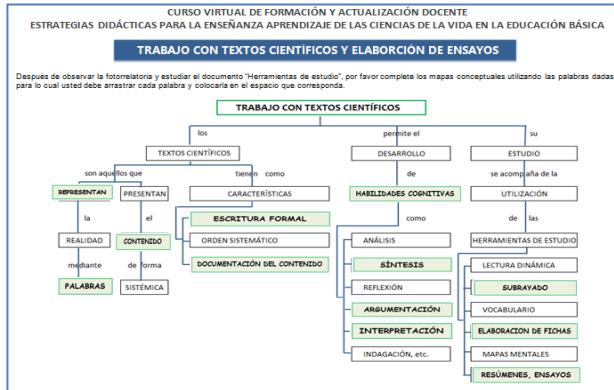 CURSO VIRTUAL DE FORMACIÓN Y ACTUALIZACIÓN DOCENTE
ESTRATEGIAS DIDÁCTICAS PARA LA ENSEÑANZA APRENDIZAJE DE LAS CIENCIAS DE LA VIDA EN LA EDUCACIÓN BÁSICA
TRABAJO CON TEXTOS CIENTÍFICOS Y ELABORCIÓN DE ENSAYOS
Después de observar la fotorrelatoria y estudiar el documento "Herramientas de estudio", por favor complete los mapas conceptuales utilizando las palabras dadas
para lo cual usted debe arrastrar cada palabra y colocarla en el espacio que corresponda.
TRABAJO CON TEXTOS CIENTÍFICOS
los permite el su
TEXTOS CIENTÍFICOS DESARROLLO ESTUDIO
son aquellos que tienen como de se acompaña de la
REPRESENTAN PRESENTAN CARACTERÍSTICAS HABILIDADES COGNITIVAS UTILIZACIÓN
la el como de las
ESCRITURA FORMAL
REALIDAD CONTENIDO ORDEN SISTEMÁTICO ANÁLISIS HERRAMIENTAS DE ESTUDIO
mediante de forma DOCUMENTACIÓN DEL CONTENIDO SÍNTESIS LECTURA DINÁMICA
PALABRAS SISTÉMICA REFLEXIÓN SUBRAYADO
ARGUMENTACIÓN VOCABULARIO
INTERPRETACIÓN ELABORACION DE FICHAS
INDAGACIÓN, etc. MAPAS MENTALES
RESÚMENES, ENSAYOS